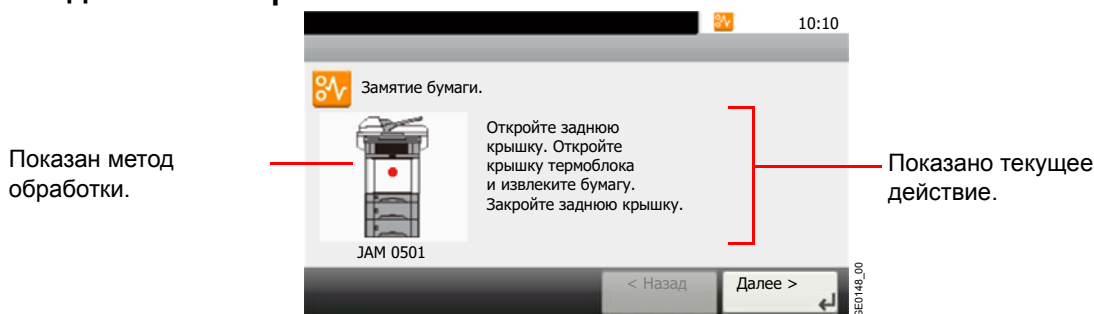 10:10
Замятие бумаги.
Показан метод
обработки.
JAM 0501
Откройте заднюю
крышку. Откройте
крышку термоблока
и извлеките бумагу.
Закройте заднюю крышку.
Показано текущее
действие.
< Назад
Далее >
GE0148_00